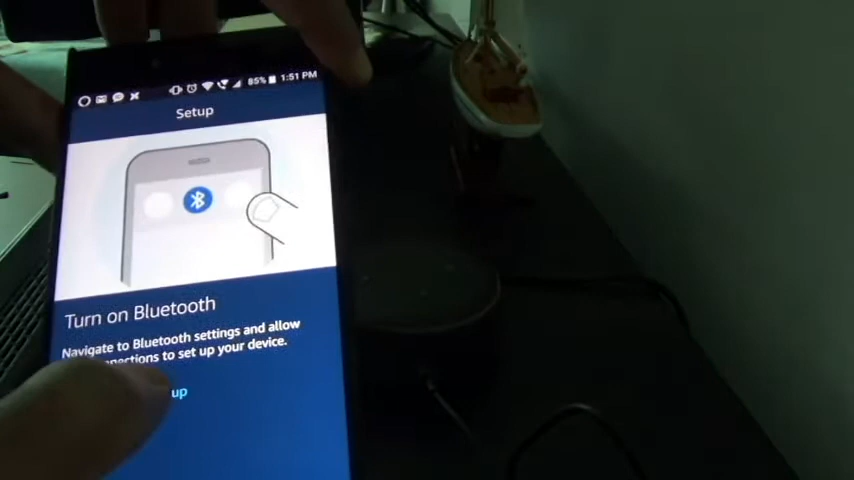 85% 1:51 PM
Setup
Turn on Bluetooth
Navigate to Bluetooth settings and allow
to set up your device.
up